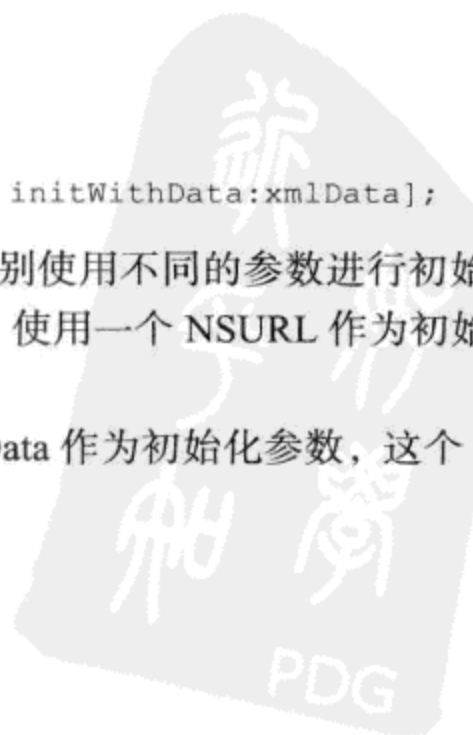 initWithData:xmlData];
别使用不同的参数进行初始
使用一个 NSURL 作为初始
ata 作为初始化参数，这个
PDG